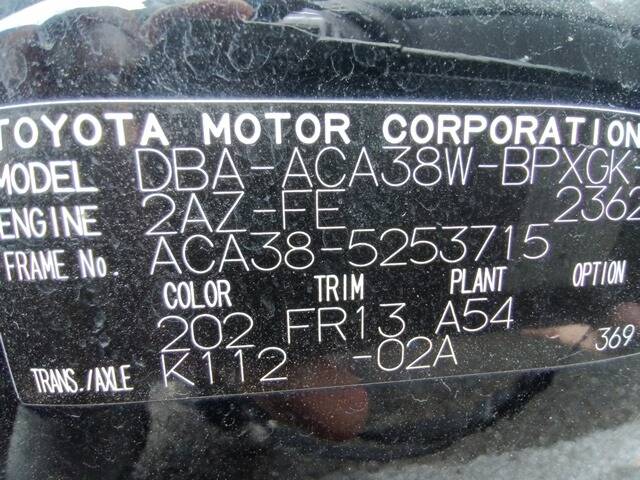 TOYOTA MOTOR CORPORATION
MODEL DBA-ACA38W-BPXGK-
ENGINE 2AZ-FE 2362
FRAME No. ACA38-5253715
COLOR TRIM PLANT OPTION
202 FR13 A54
369
TRANS./AXLE K112 -02A